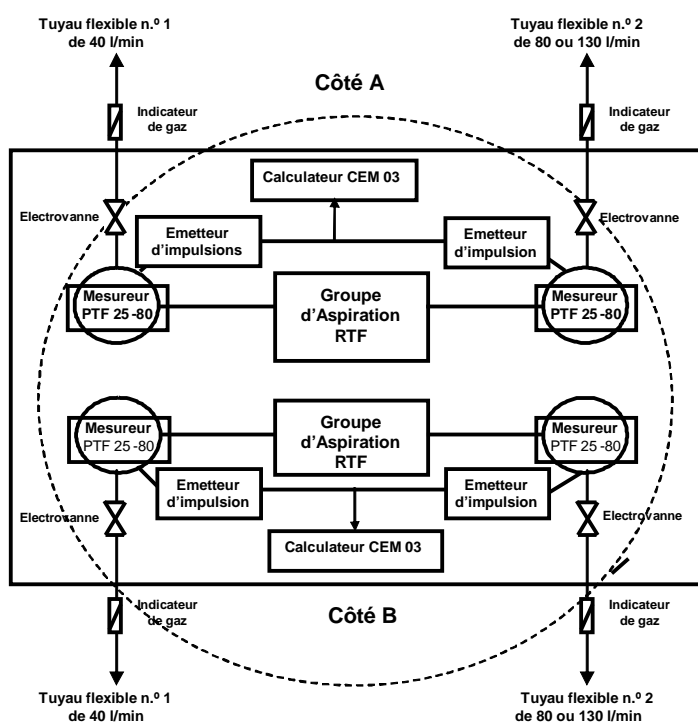 Tuyau flexible n.º 1
de 40 l/min
Tuyau flexible n.º 2
de 80 ou 130 l/min
Côté A
Indicateur
de gaz
Indicateur
de gaz
Calculateur CEM 03
Electrovanne
Electrovanne
Emetteur
d'impulsions
Emetteur
d'impulsion
Mesureur
PTF 25 -80
Groupe
d'Aspiration
RTF
Mesureur
PTF 25 -80
Mesureur
PTF 25 -80
Groupe
d'Aspiration
RTF
Mesureur
PTF 25 -80
Emetteur
d'impulsion
Emetteur
d'impulsion
Electrovanne
Electrovanne
Calculateur CEM 03
Indicateur
de gaz
Côté B
Indicateur
de gaz
Tuyau flexible n.º 1
de 40 l/min
Tuyau flexible n.º 2
de 80 ou 130 l/min